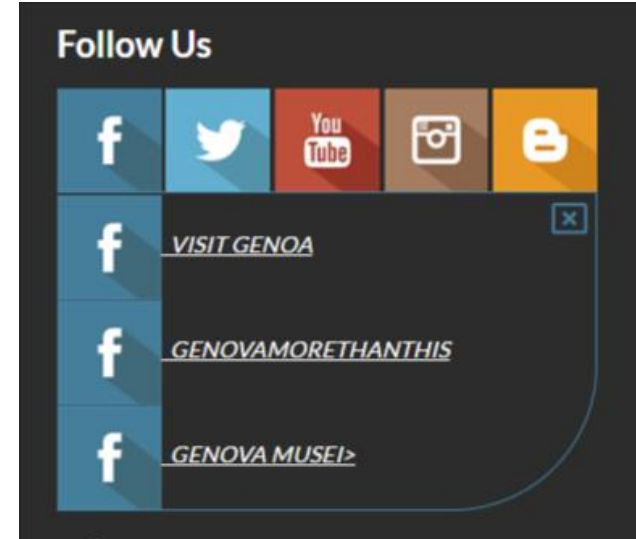 Follow Us
You
Tube
VISIT GENOA
GENOVAMORETHANTHIS
GENOVA MUSEI>